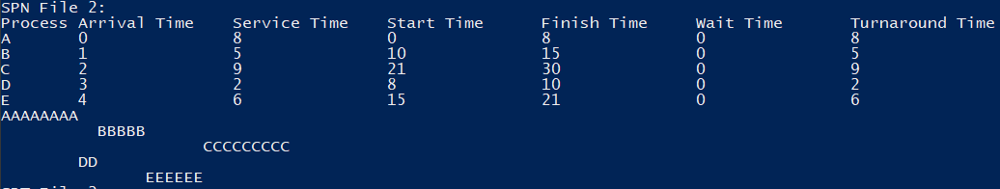 SPN File 2:
Process Arrival Time Service Time Start Time Finish Time Wait Time Turnaround Time
A 0 8 0 8 0 8
B 1 5 10 15 0 5
C 2 9 21 30 0 9
D 3 2 8 10 0 2
E 4 6 15 21 0 6
AAAAAAAA
BBBBB
CCCCCCCCC
DD
EEEEEE